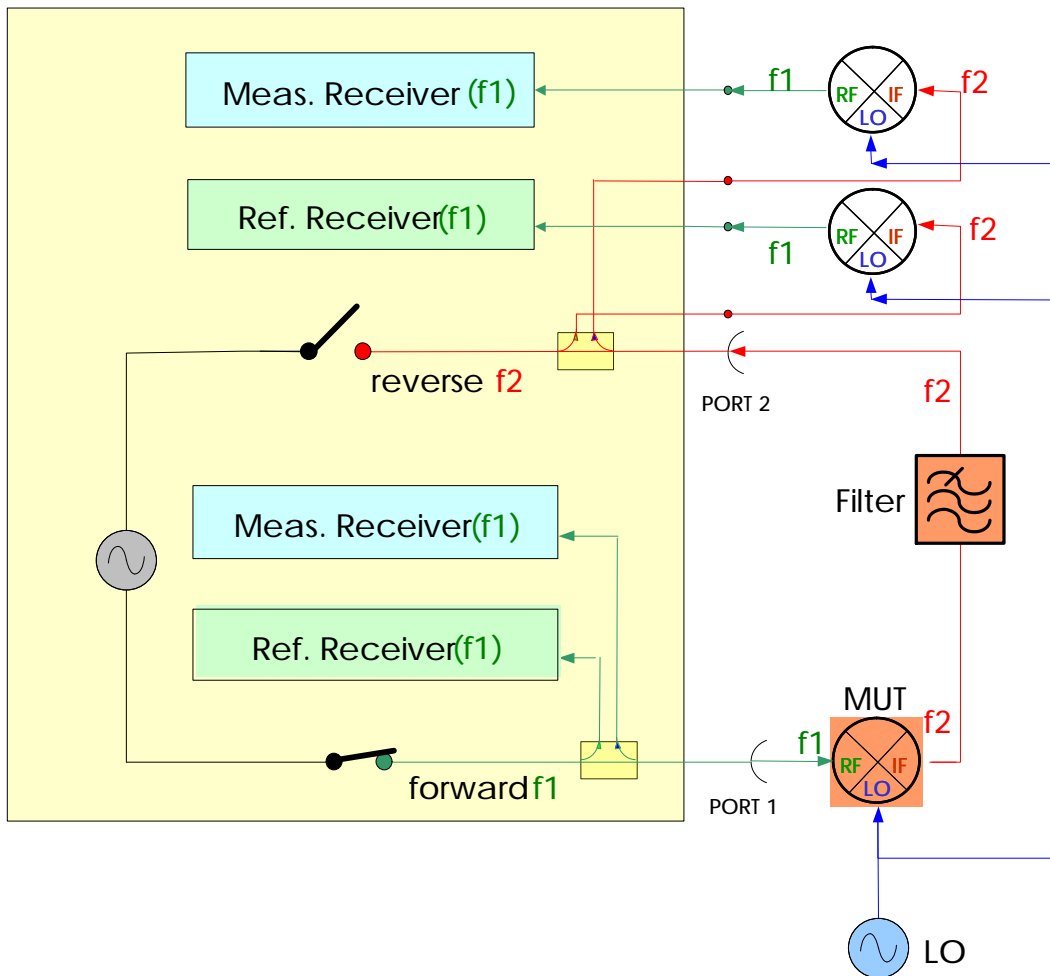 Meas. Receiver (f1)
f1
RF
IF
LO
f2
Ref. Receiver(f1)
f1
RF
IF
LO
f2
reverse f2
PORT 2
f2
Filter
Meas. Receiver(f1)
Ref. Receiver(f1)
MUT
f1
RF
IF
LO
f2
forward f1
PORT 1
LO